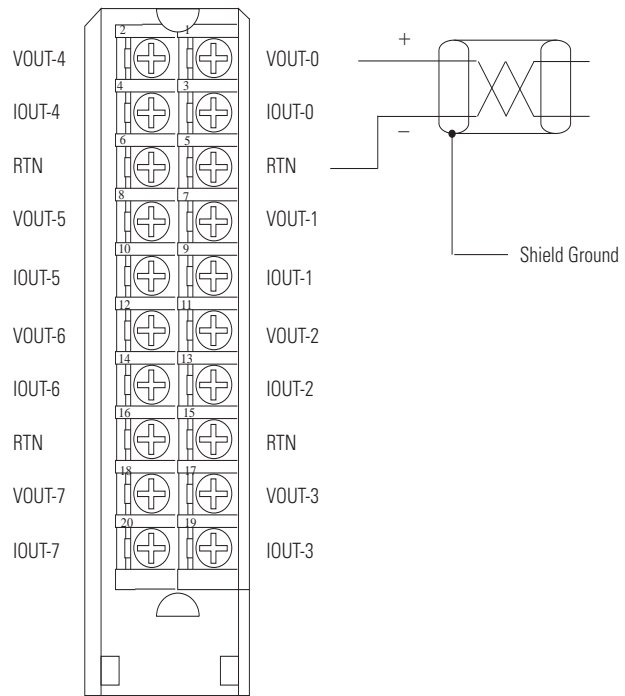 2 1
VOUT-4 VOUT-0 +
4 3
IOUT-4 IOUT-0 –
6 5
RTN RTN
8 7
VOUT-5 VOUT-1
Shield Ground
10 9
IOUT-5 IOUT-1
12 11
VOUT-6 VOUT-2
14 13
IOUT-6 IOUT-2
16 15
RTN RTN
18 17
VOUT-7 VOUT-3
20 19
IOUT-7 IOUT-3